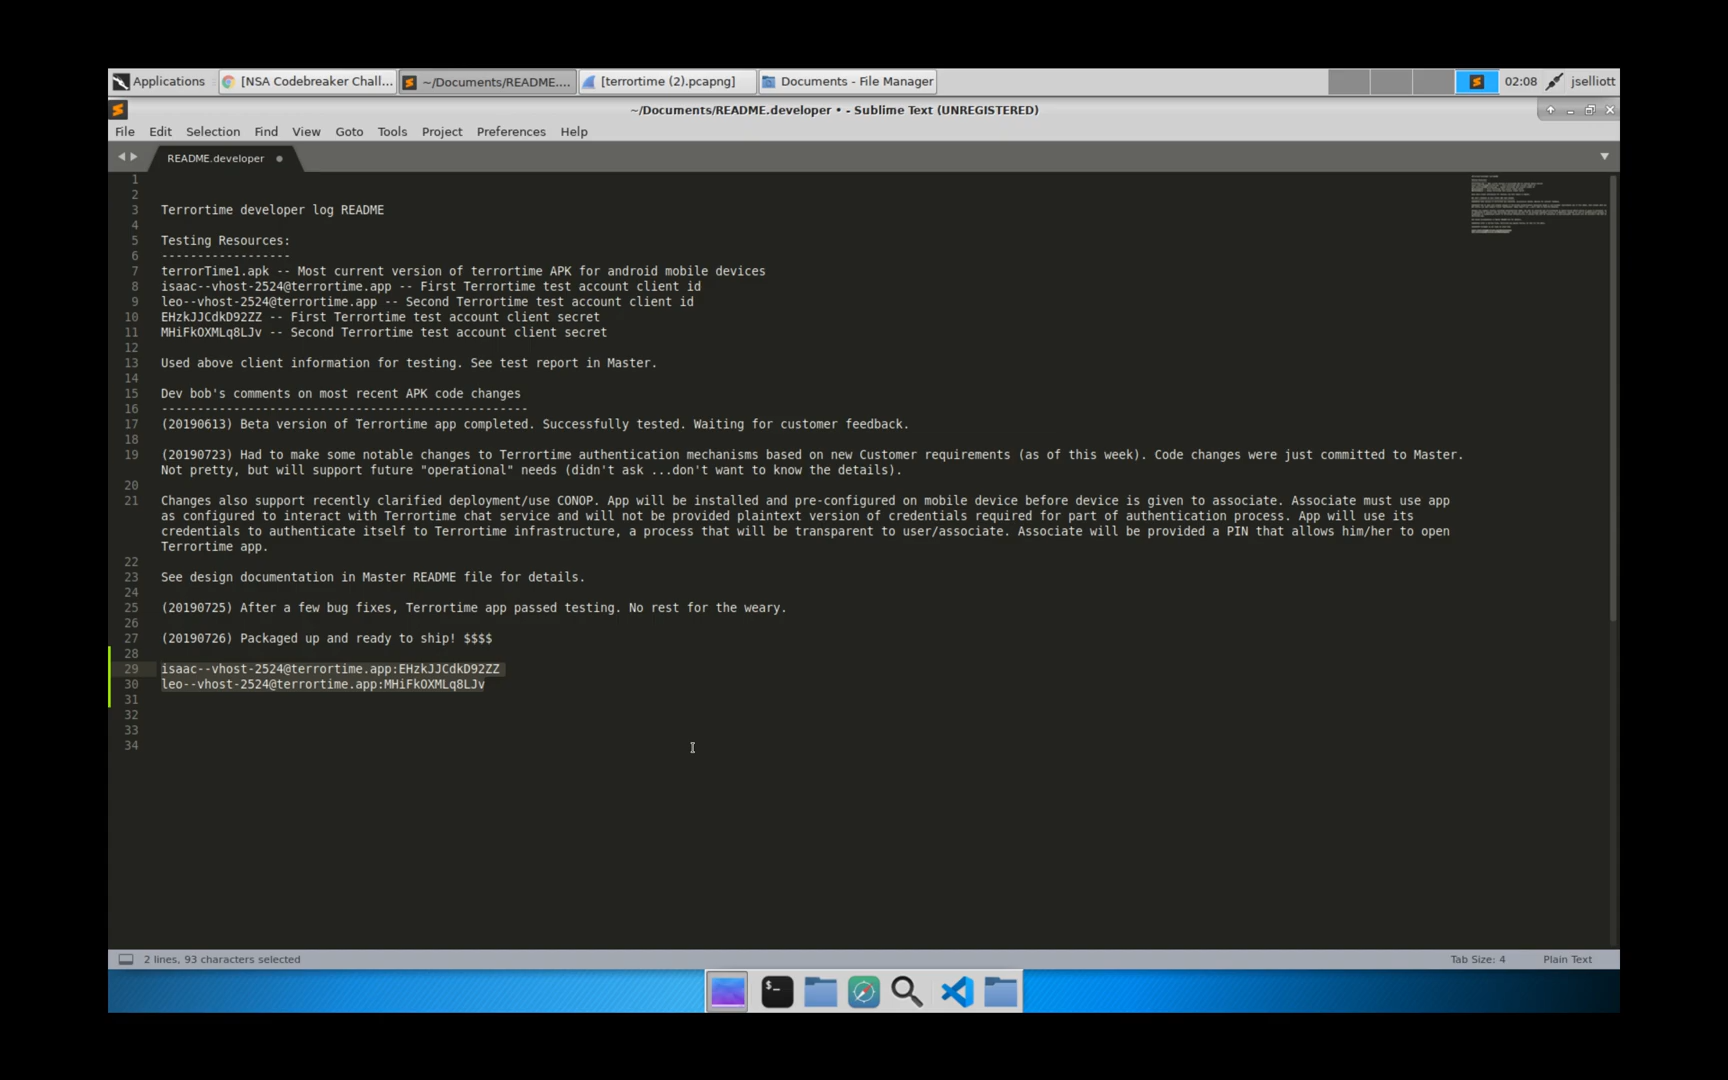 Applications
[NSA Codebreaker Chall...
~/Documents/README....
[terrortime (2).pcapng]
Documents - File Manager
02:08
jselliott
~/Documents/README.developer • - Sublime Text (UNREGISTERED)
File Edit Selection Find View Goto Tools Project Preferences Help
README.developer
1
2
3 Terrortime developer log README
4
5 Testing Resources:
6 ------------------
7 terrorTime1.apk -- Most current version of terrortime APK for android mobile devices
8 isaac--vhost-2524@terrortime.app -- First Terrortime test account client id
9 leo--vhost-2524@terrortime.app -- Second Terrortime test account client id
10 EHzkJJCdkD92ZZ -- First Terrortime test account client secret
11 MHiFkOXMLq8LJv -- Second Terrortime test account client secret
12
13 Used above client information for testing. See test report in Master.
14
15 Dev bob's comments on most recent APK code changes
16 ---------------------------------------------------
17 (20190613) Beta version of Terrortime app completed. Successfully tested. Waiting for customer feedback.
18
19 (20190723) Had to make some notable changes to Terrortime authentication mechanisms based on new Customer requirements (as of this week). Code changes were just committed to Master.
Not pretty, but will support future "operational" needs (didn't ask ...don't want to know the details).
20
21 Changes also support recently clarified deployment/use CONOP. App will be installed and pre-configured on mobile device before device is given to associate. Associate must use app
as configured to interact with Terrortime chat service and will not be provided plaintext version of credentials required for part of authentication process. App will use its
credentials to authenticate itself to Terrortime infrastructure, a process that will be transparent to user/associate. Associate will be provided a PIN that allows him/her to open
Terrortime app.
22
23 See design documentation in Master README file for details.
24
25 (20190725) After a few bug fixes, Terrortime app passed testing. No rest for the weary.
26
27 (20190726) Packaged up and ready to ship! $$$$
28
29 isaac--vhost-2524@terrortime.app:EHzkJJCdkD92ZZ
30 leo--vhost-2524@terrortime.app:MHiFkOXMLq8LJv
31
32
33
34
2 lines, 93 characters selected
Tab Size: 4
Plain Text
$_